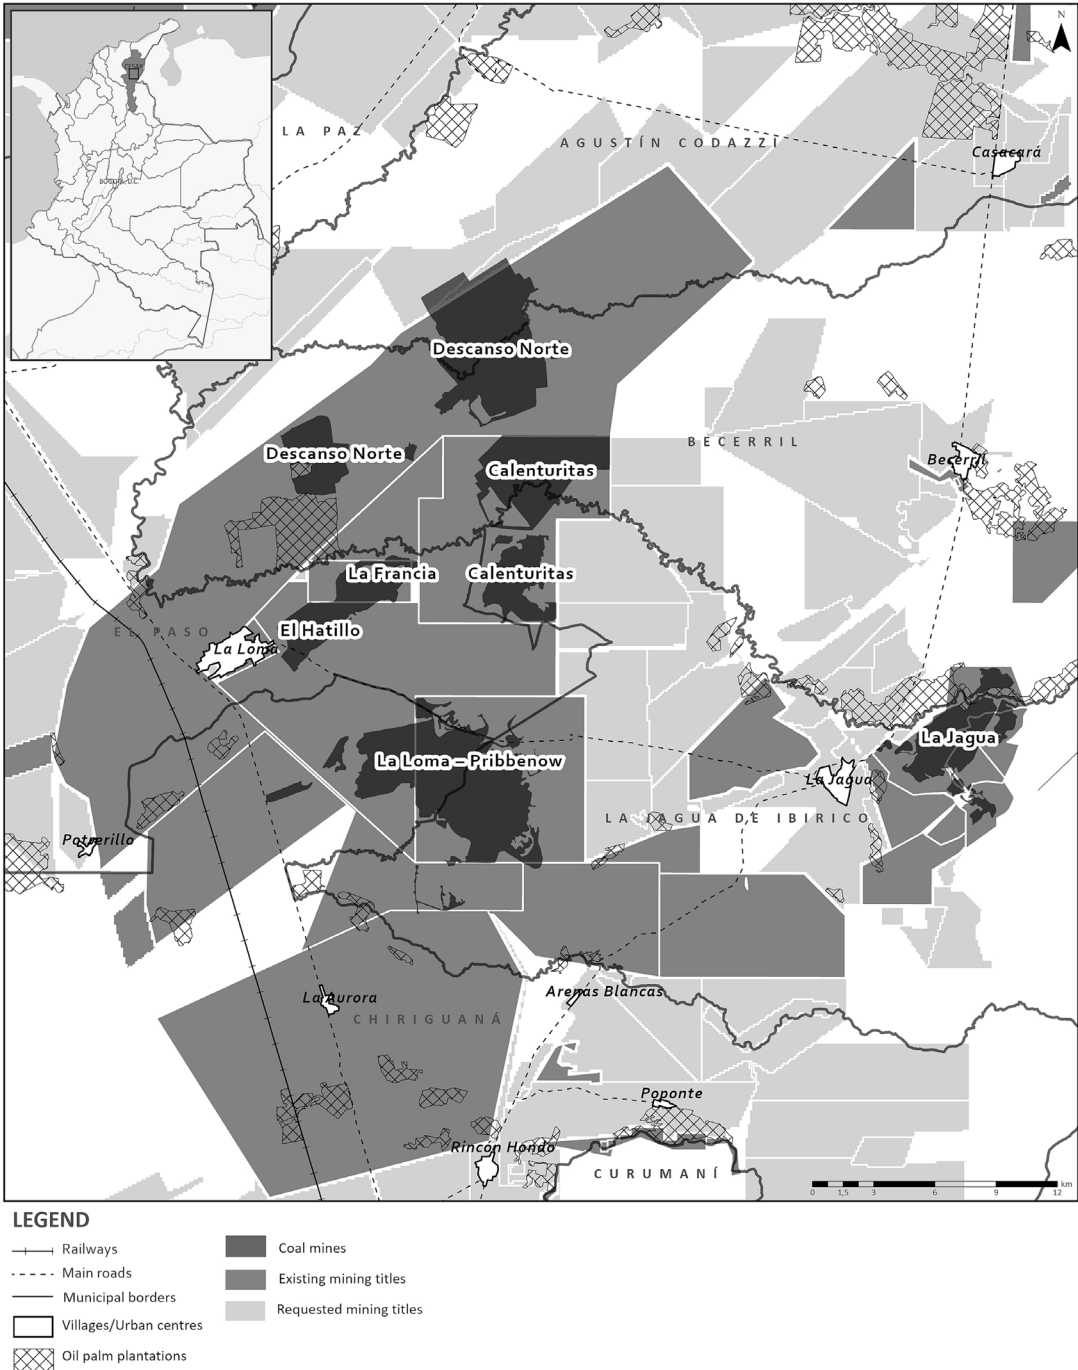 N
CESAR
BOGOTÁ, D.C.
LA PAZ
AGUSTÍN CODAZZI
Casacará
Descanso Norte
BECERRIL
Becerril
Descanso Norte
Calenturitas
La Francia
Calenturitas
EL PASO
El Hatillo
La Loma
La Jagua
La Loma – Pribbenow
La Jagua
LA JAGUA DE IBIRICO
Potrerillo
La Aurora
Arenas Blancas
CHIRIGUANÁ
Poponte
Rincón Hondo
CURUMANÍ
km
0 1,5 3 6 9 12
LEGEND
Railways
Main roads
Municipal borders
Villages/Urban centres
Oil palm plantations
Coal mines
Existing mining titles
Requested mining titles